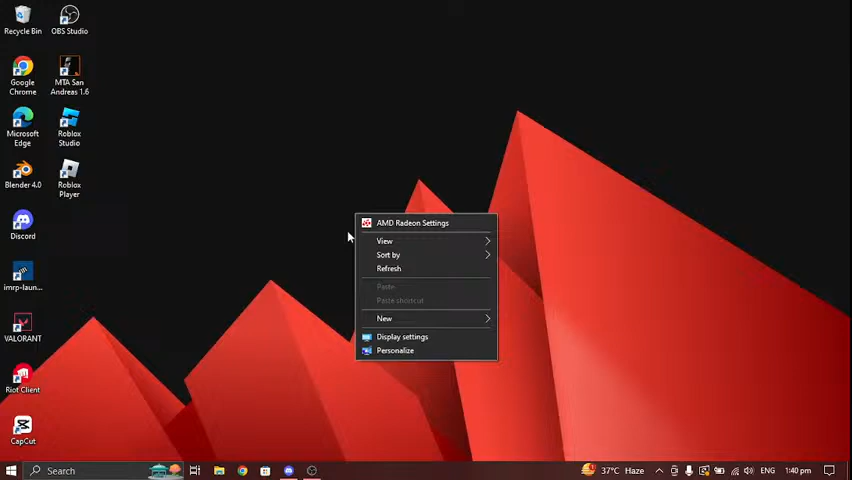 Recycle Bin
OBS Studio
Google
Chrome
MTA San
Andreas 1.6
Microsoft
Edge
Roblox
Studio
Blender 4.0
Roblox
Player
Discord
imrp-laun...
VALORANT
Riot Client
CapCut
AMD Radeon Settings
View
Sort by
Refresh
Paste
Paste shortcut
New
Display settings
Personalize
Search
37°C Haze
ENG
1:40 pm